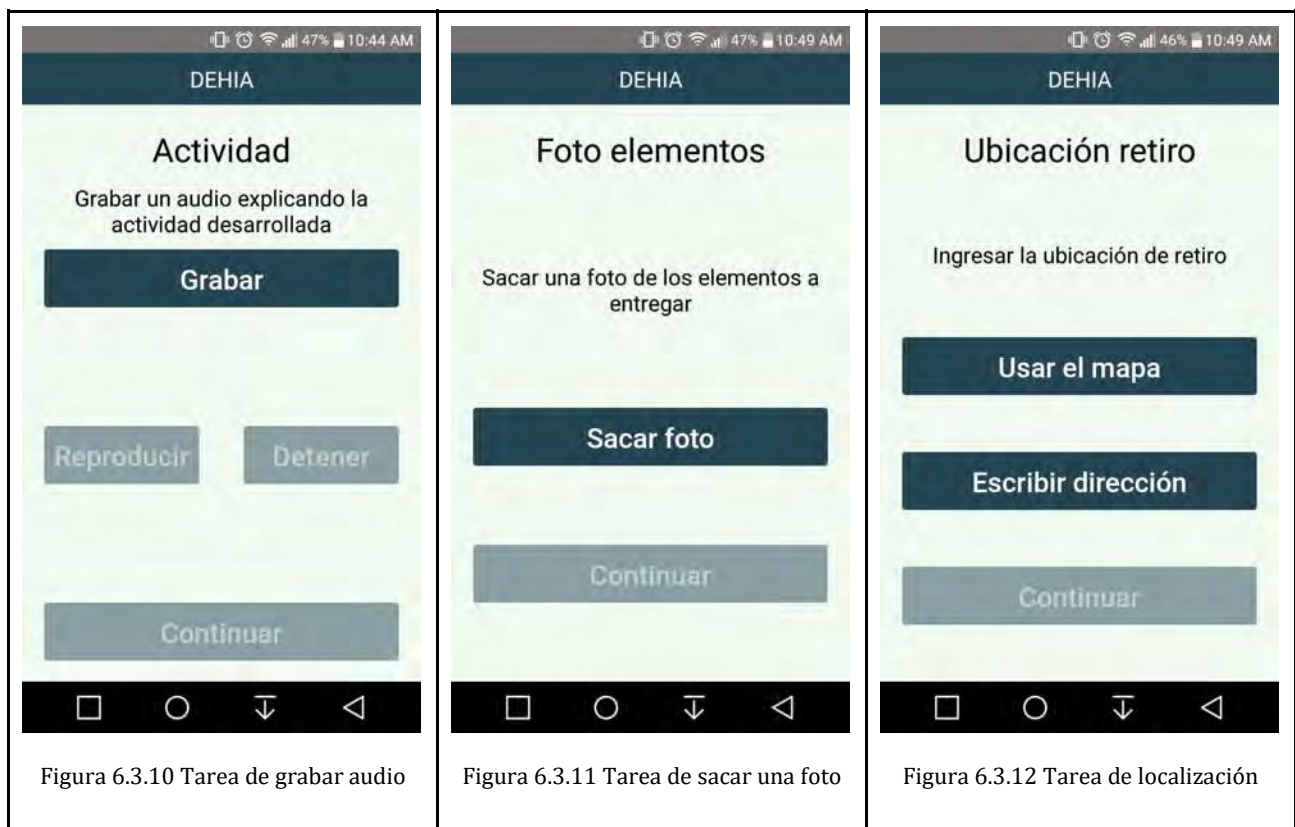 47% 10:44 AM
DEHIA
Actividad
Grabar un audio explicando la
actividad desarrollada
Grabar
Reproducir
Detener
Continuar
Figura 6.3.10 Tarea de grabar audio
47% 10:49 AM
DEHIA
Foto elementos
Sacar una foto de los elementos a
entregar
Sacar foto
Continuar
Figura 6.3.11 Tarea de sacar una foto
46% 10:49 AM
DEHIA
Ubicación retiro
Ingresar la ubicación de retiro
Usar el mapa
Escribir dirección
Continuar
Figura 6.3.12 Tarea de localización